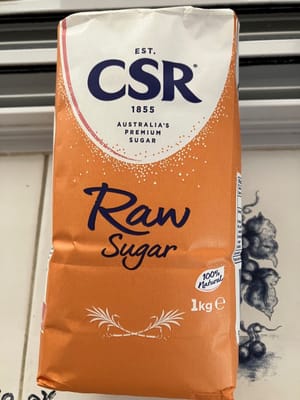 EST.
CSR®
1855
AUSTRALIA'S
PREMIUM
SUGAR
Raw
Sugar
100%
Natural
1kg ℮